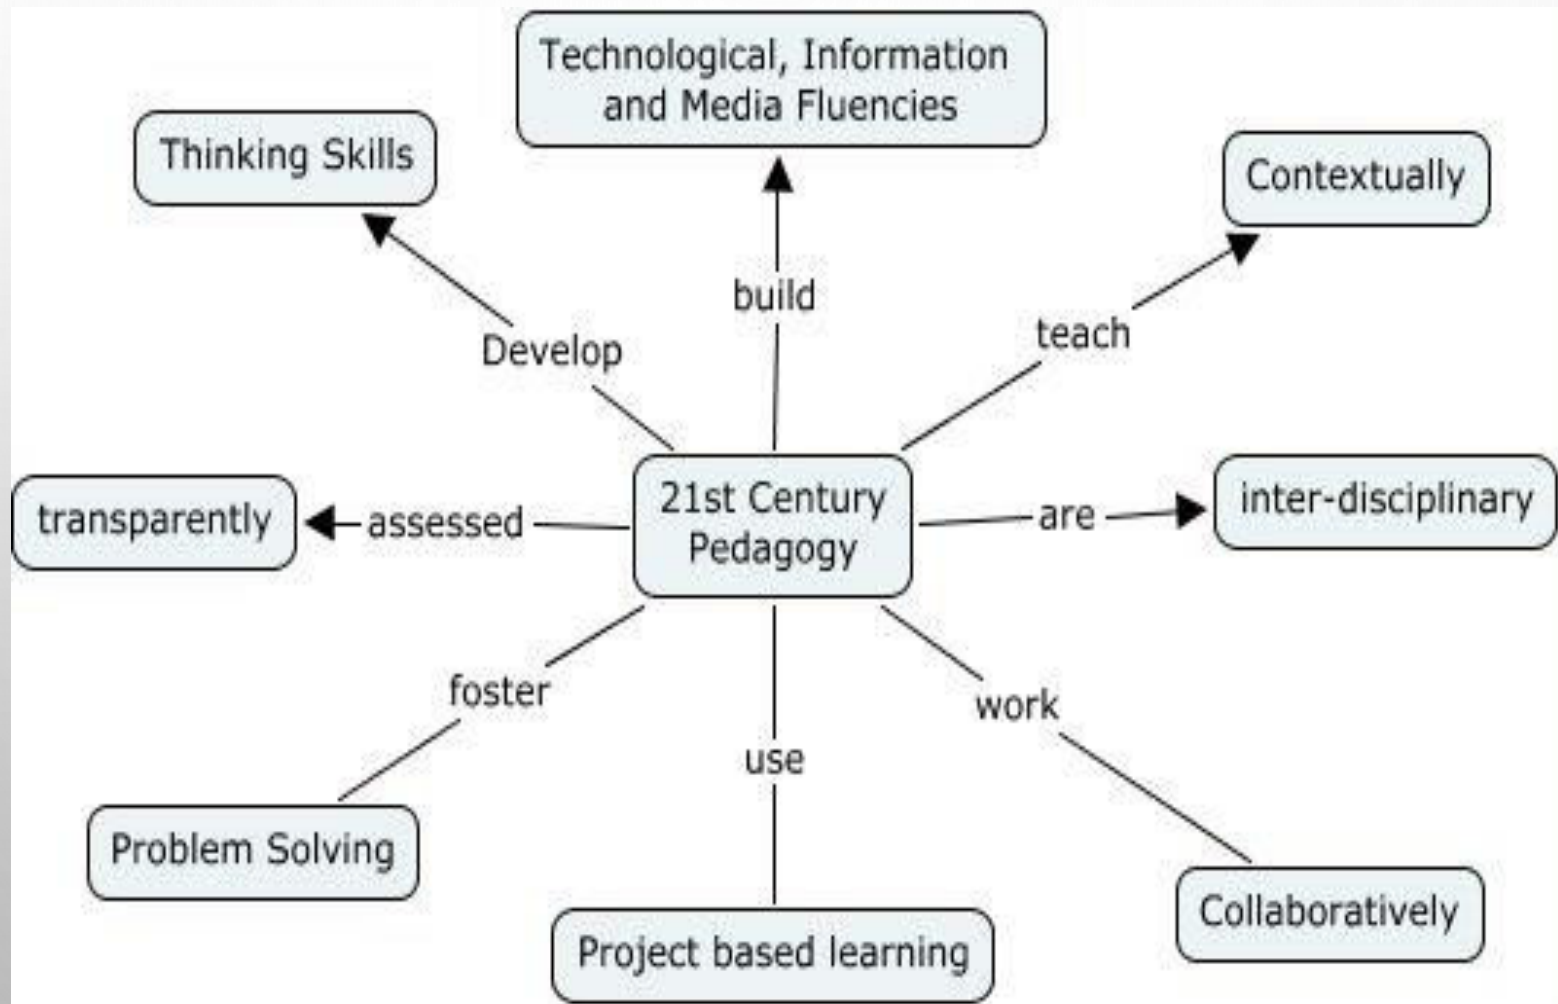 Technological, Information
and Media Fluencies
Thinking Skills
Contextually
build
teach
Develop
21st Century
Pedagogy
transparently
assessed
are
inter-disciplinary
foster
work
use
Problem Solving
Project based learning
Collaboratively